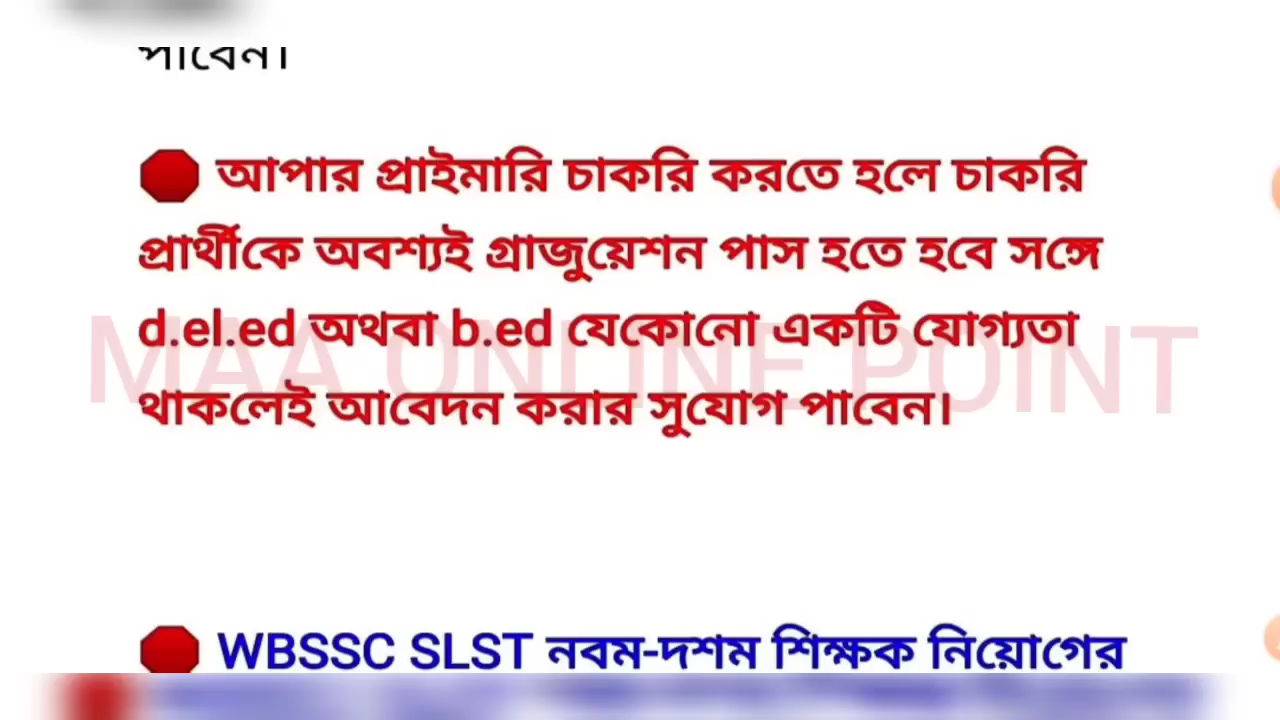 পাবেন।
আপার প্রাইমারি চাকরি করতে হলে চাকরি
প্রার্থীকে অবশ্যই গ্রাজুয়েশন পাস হতে হবে সঙ্গে
d.el.ed অথবা b.ed যেকোনো একটি যোগ্যতা
MAA ONLINE POINT
থাকলেই আবেদন করার সুযোগ পাবেন।
WBSSC SLST নবম-দশম শিক্ষক নিয়োগের